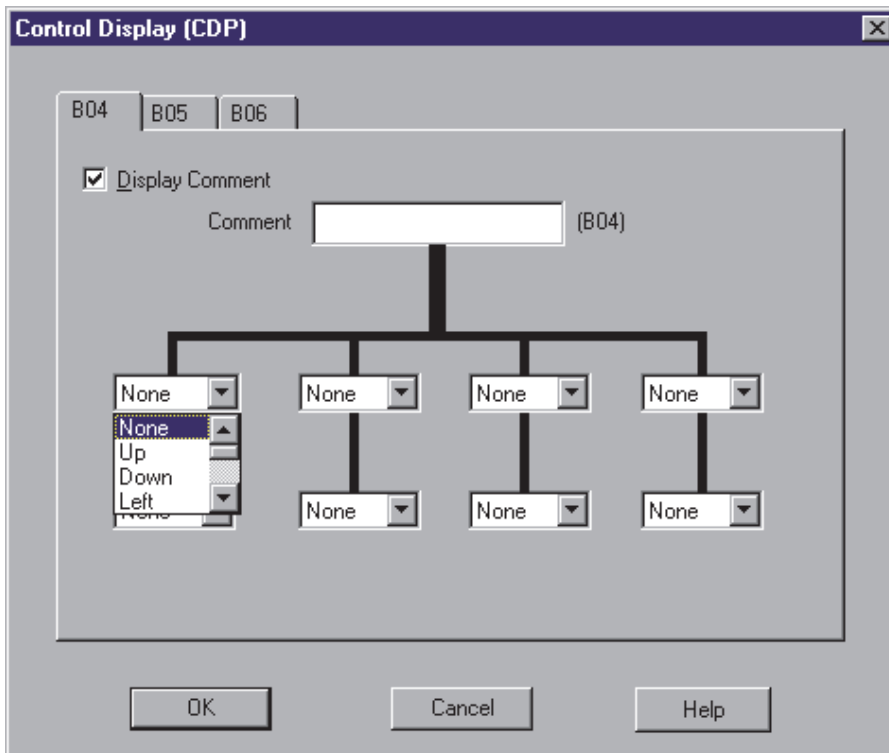 Control Display (CDP)
B04 B05 B06
Display Comment
Comment (B04)
None None None None
None
Up
Down
Left
None None None None
OK Cancel Help